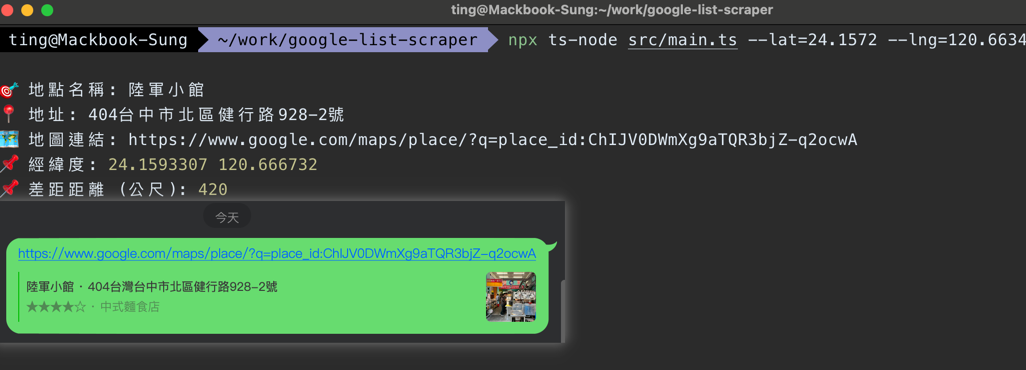 ting@Mackbook-Sung:~/work/google-list-scraper
ting@Mackbook-Sung ~/work/google-list-scraper npx ts-node src/main.ts --lat=24.1572 --lng=120.6634
地點名稱: 陸軍小館
地址: 404台中市北區健行路928-2號
地圖連結: https://www.google.com/maps/place/?q=place_id:ChIJV0DWmXg9aTQR3bjZ-q2ocwA
經緯度: 24.1593307 120.666732
差距距離 (公尺): 420
今天
https://www.google.com/maps/place/?q=place_id:ChIJV0DWmXg9aTQR3bjZ-q2ocwA
陸軍小館 · 404台灣台中市北區健行路928-2號
★★★★☆ · 中式麵食店